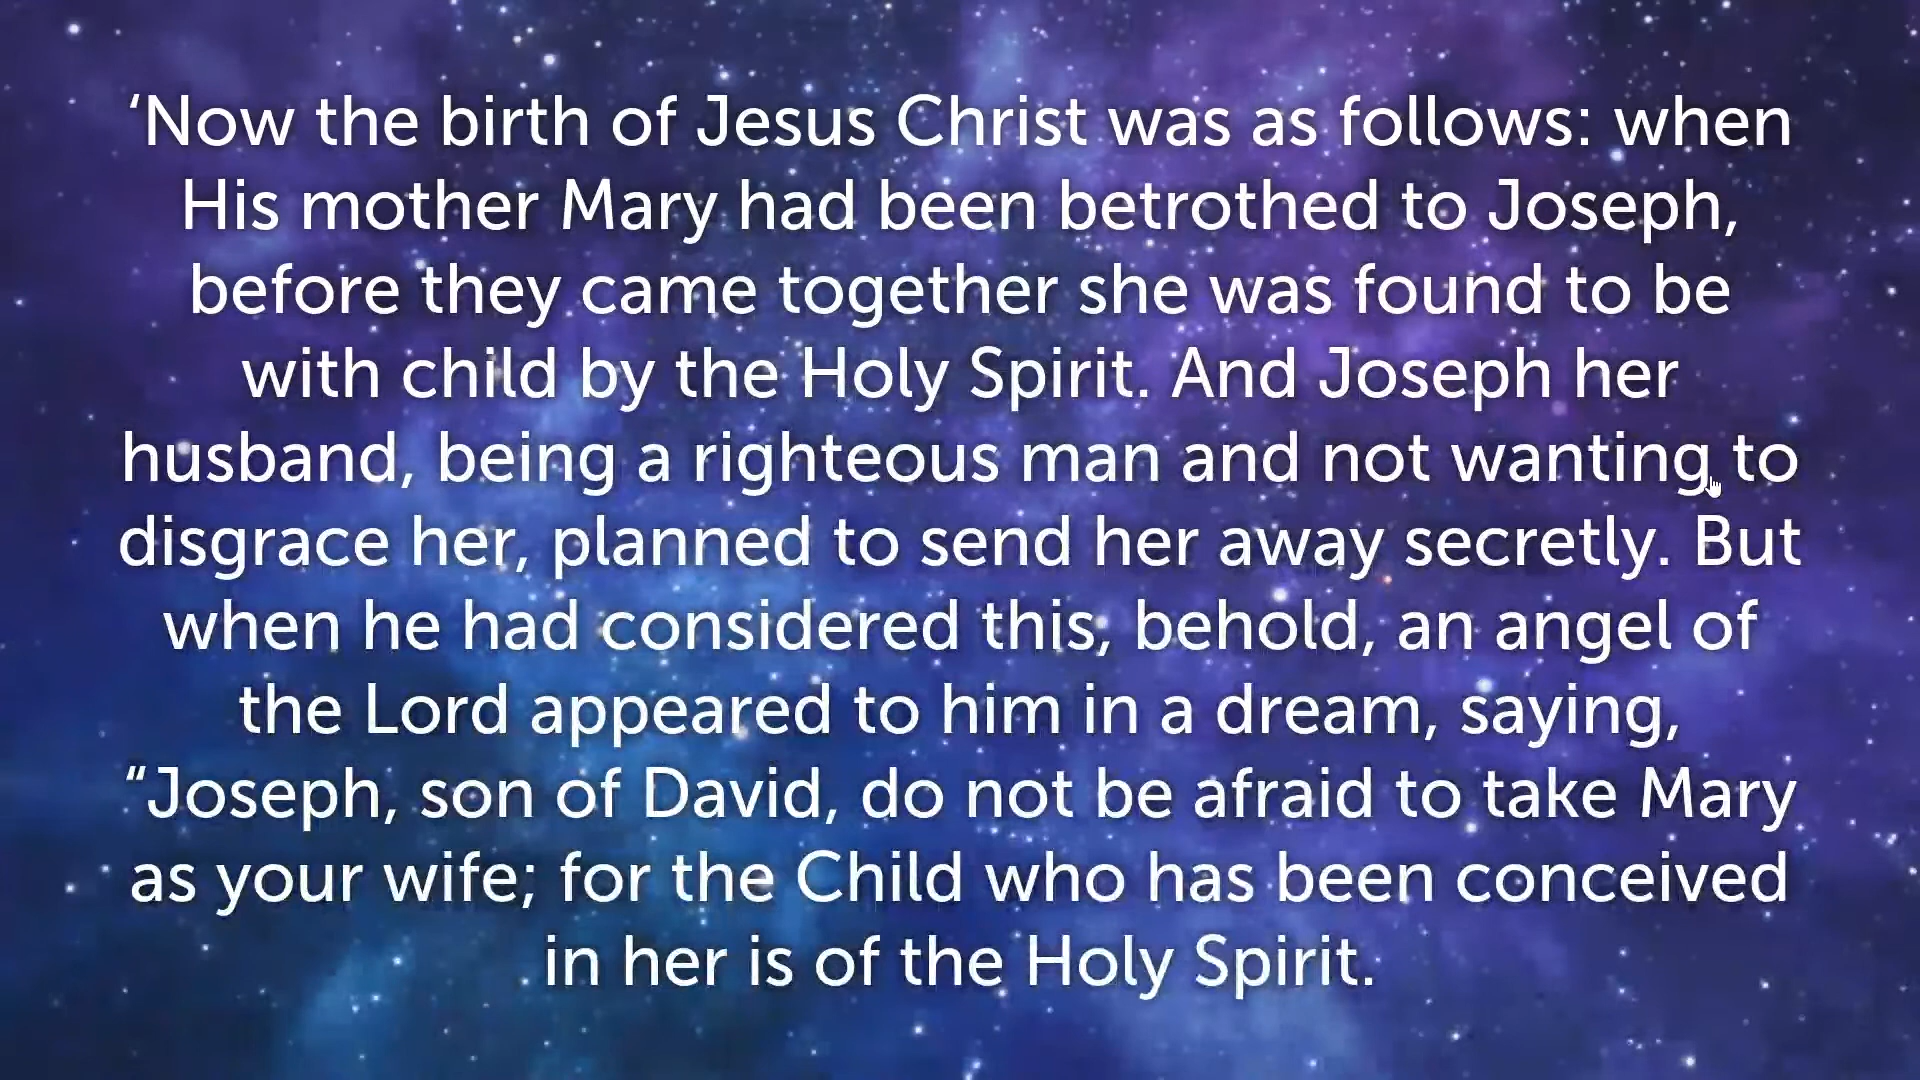 ‘Now the birth of Jesus Christ was as follows: when
His mother Mary had been betrothed to Joseph,
before they came together she was found to be
with child by the Holy Spirit. And Joseph her
husband, being a righteous man and not wanting to
disgrace her, planned to send her away secretly. But
when he had considered this, behold, an angel of
the Lord appeared to him in a dream, saying,
“Joseph, son of David, do not be afraid to take Mary
as your wife; for the Child who has been conceived
in her is of the Holy Spirit.